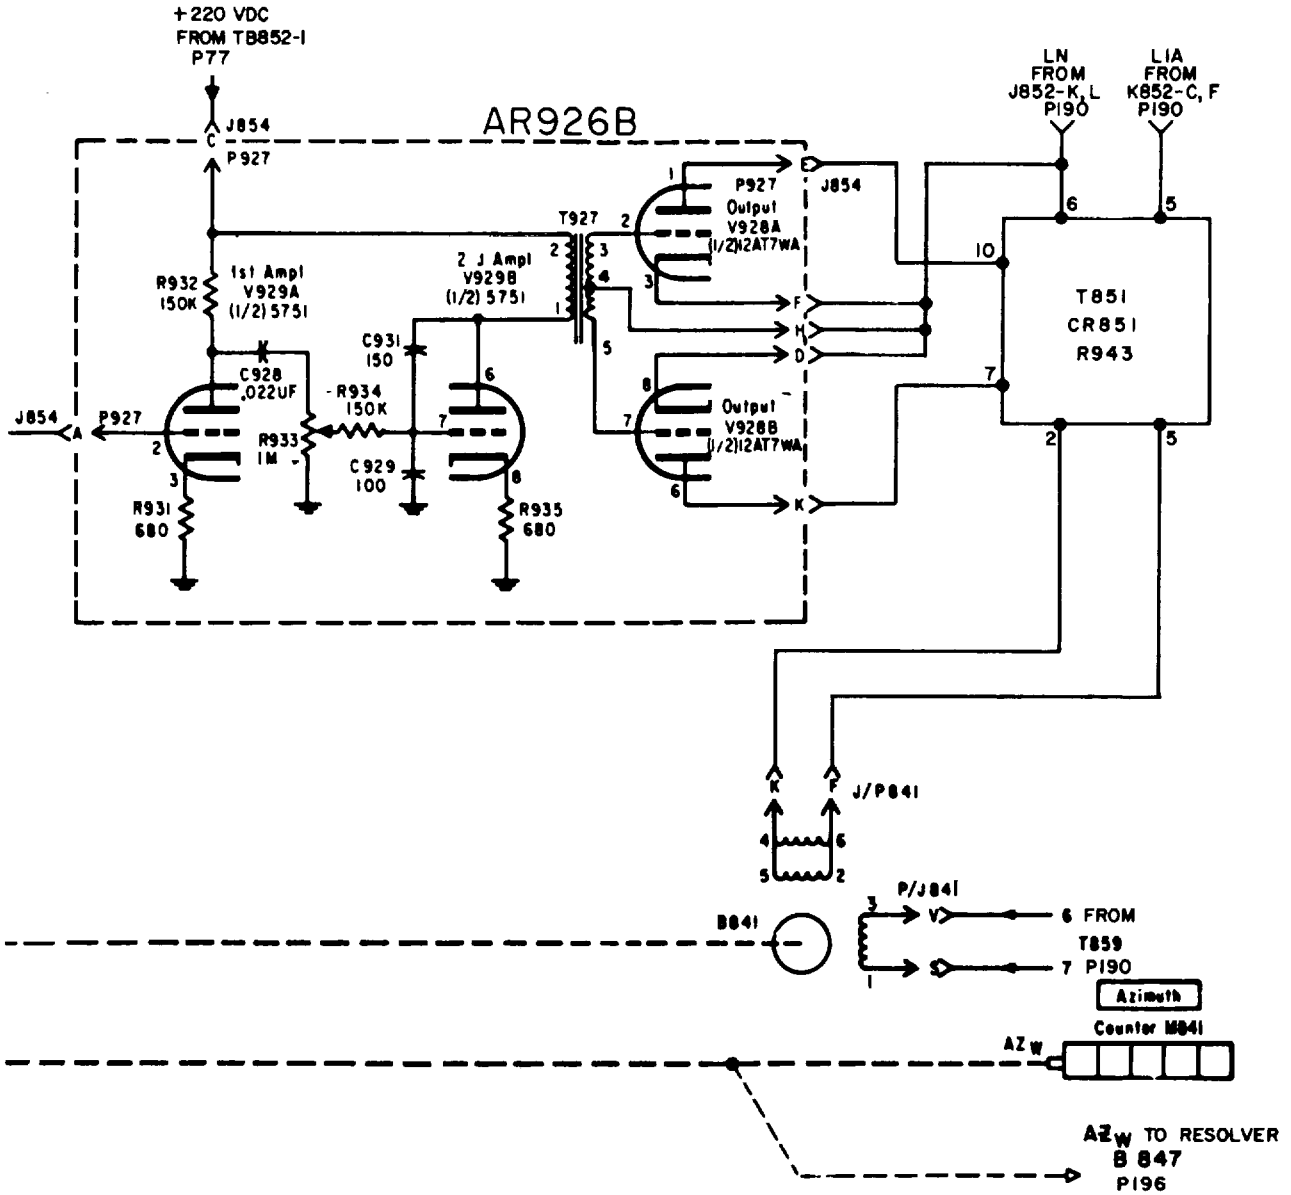 +220 VDC
FROM TB852-1
P77
J854
C
P927
AR926B
LN
FROM
J852-K, L
P190
L1A
FROM
K852-C, F
P190
1
P927
E
J854
6
5
Output
V928A
(1/2)12AT7WA
T927
2
2
3
10
1st Ampl
V929A
(1/2) 5751
R932
150K
2 J Ampl
V929B
(1/2) 5751
4
3
F
T851
CR851
R943
1
H
C931
150
5
D
C928
.022UF
6
8
7
R934
150K
Output
V928B
(1/2)12AT7WA
J854
A
P927
2
R933
1M
7
7
2
5
3
C929
100
8
6
K
R931
680
R935
680
K
F
J/P841
4
6
5
2
P/J841
B841
3
V
6 FROM
T859
S
7 P190
1
Azimuth
Counter M841
AZW
AZW TO RESOLVER
B 847
P196